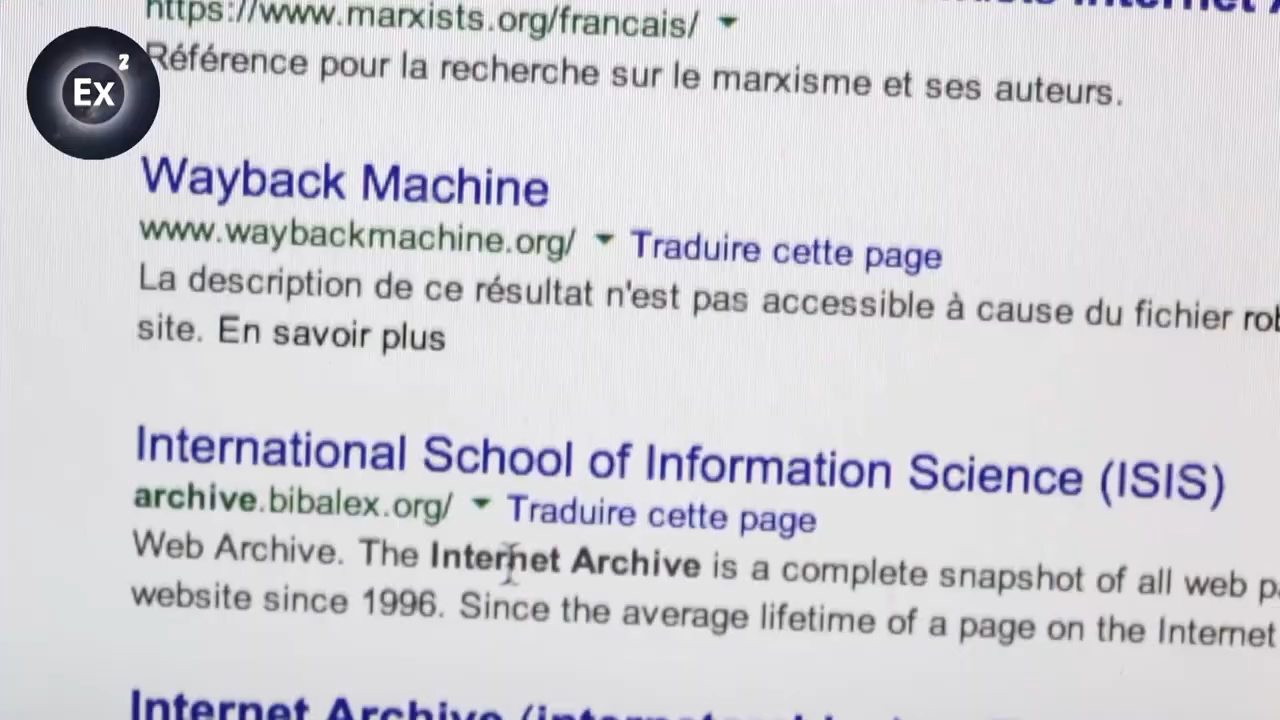 Ex²
https://www.marxists.org/francais/
Référence pour la recherche sur le marxisme et ses auteurs.
Wayback Machine
www.waybackmachine.org/ Traduire cette page
La description de ce résultat n'est pas accessible à cause du fichier
site. En savoir plus
International School of Information Science (ISIS)
archive.bibalex.org/ Traduire cette page
Web Archive. The Internet Archive is a complete snapshot of all web
website since 1996. Since the average lifetime of a page on the Internet
Internet Archive